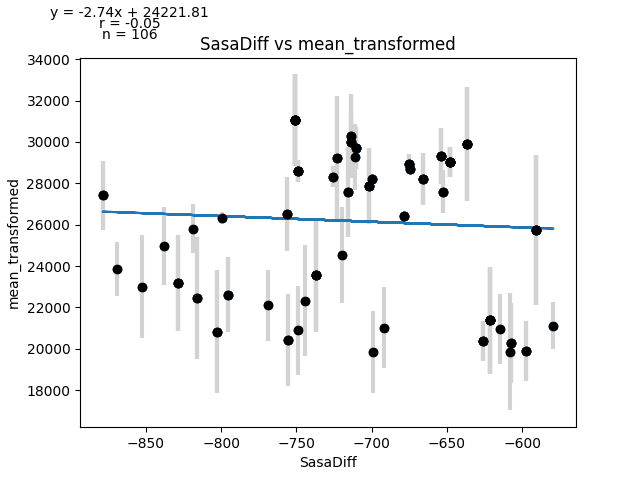 y = -2.74x + 24221.81
r = -0.05
n = 106
SasaDiff vs mean_transformed
34000
32000
30000
28000
26000
24000
22000
20000
18000
mean_transformed
−850
−800
−750
−700
−650
−600
SasaDiff